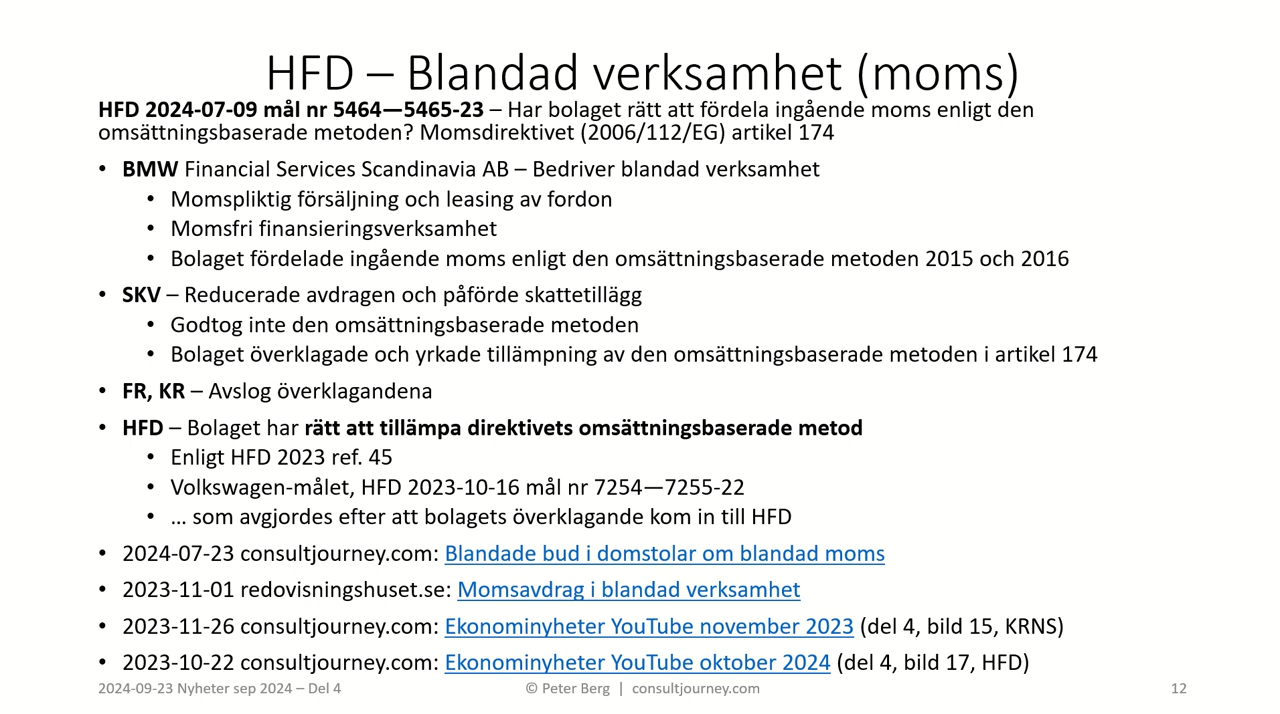 HFD – Blandad verksamhet (moms)
HFD 2024-07-09 mål nr 5464—5465-23 – Har bolaget rätt att fördela ingående moms enligt den
omsättningsbaserade metoden? Momsdirektivet (2006/112/EG) artikel 174
• BMW Financial Services Scandinavia AB – Bedriver blandad verksamhet
• Momspliktig försäljning och leasing av fordon
• Momsfri finansieringsverksamhet
• Bolaget fördelade ingående moms enligt den omsättningsbaserade metoden 2015 och 2016
• SKV – Reducerade avdragen och påförde skattetillägg
• Godtog inte den omsättningsbaserade metoden
• Bolaget överklagade och yrkade tillämpning av den omsättningsbaserade metoden i artikel 174
• FR, KR – Avslog överklagandena
• HFD – Bolaget har rätt att tillämpa direktivets omsättningsbaserade metod
• Enligt HFD 2023 ref. 45
• Volkswagen-målet, HFD 2023-10-16 mål nr 7254—7255-22
• … som avgjordes efter att bolagets överklagande kom in till HFD
• 2024-07-23 consultjourney.com: Blandade bud i domstolar om blandad moms
• 2023-11-01 redovisningshuset.se: Momsavdrag i blandad verksamhet
• 2023-11-26 consultjourney.com: Ekonominyheter YouTube november 2023 (del 4, bild 15, KRNS)
• 2023-10-22 consultjourney.com: Ekonominyheter YouTube oktober 2024 (del 4, bild 17, HFD)
2024-09-23 Nyheter sep 2024 – Del 4
© Peter Berg | consultjourney.com
12